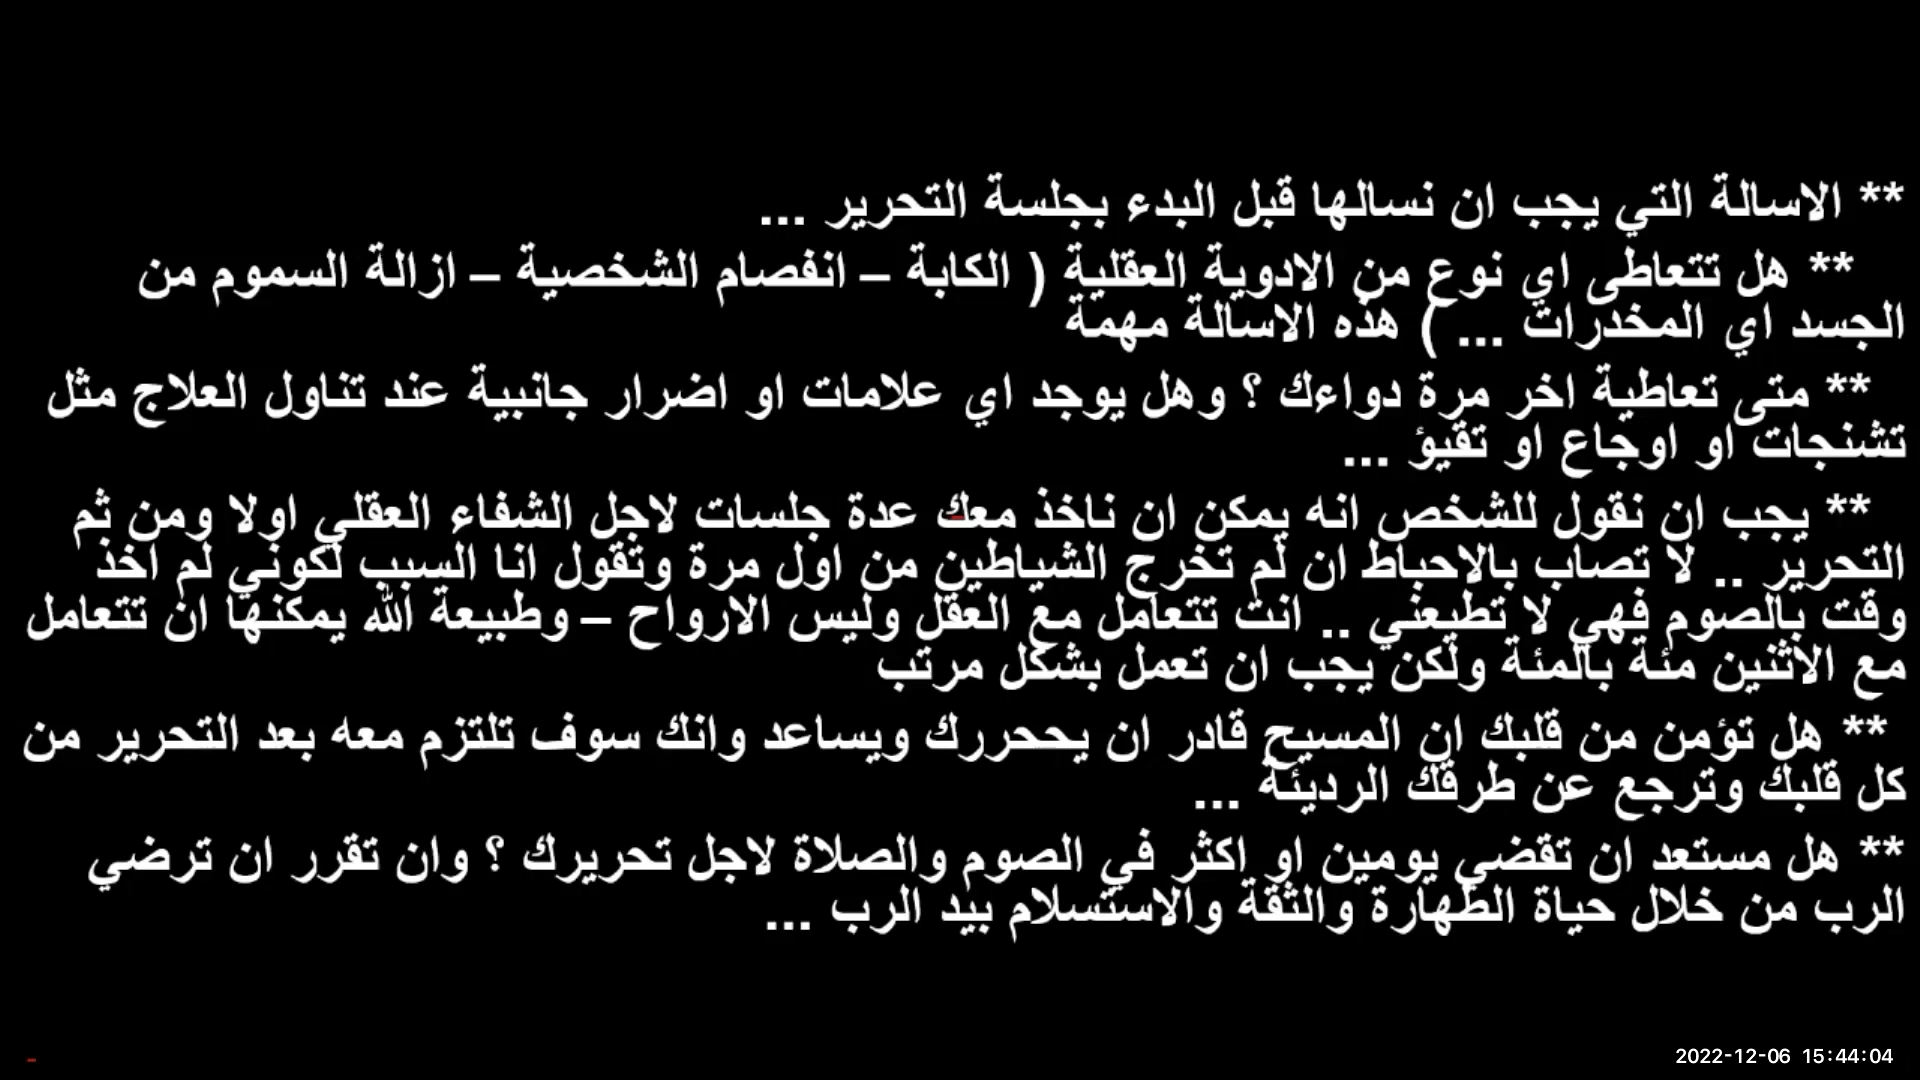 ** الاسالة التي يجب ان نسالها قبل البدء بجلسة التحرير ...
** هل تتعاطى اي نوع من الادوية العقلية ( الكابة – انفصام الشخصية – ازالة السموم من
الجسد اي المخدرات ... ) هذه الاسالة مهمة
** متى تعاطية اخر مرة دواءك ؟ وهل يوجد اي علامات او اضرار جانبية عند تناول العلاج مثل
تشنجات او اوجاع او تقيؤ ...
** يجب ان نقول للشخص انه يمكن ان ناخذ معك عدة جلسات لاجل الشفاء العقلي اولا ومن ثم
التحرير .. لا تصاب بالاحباط ان لم تخرج الشياطين من اول مرة وتقول انا السبب لكوني لم اخذ
وقت بالصوم فهي لا تطيعني .. انت تتعامل مع العقل وليس الارواح – وطبيعة الله يمكنها ان تتعامل
مع الاثنين مئة بالمئة ولكن يجب ان تعمل بشكل مرتب
** هل تؤمن من قلبك ان المسيح قادر ان يححررك ويساعد وانك سوف تلتزم معه بعد التحرير من
كل قلبك وترجع عن طرقك الرديئة ...
** هل مستعد ان تقضي يومين او اكثر في الصوم والصلاة لاجل تحريرك ؟ وان تقرر ان ترضي
الرب من خلال حياة الطهارة والثقة والاستسلام بيد الرب ...
2022-12-06 15:44:04